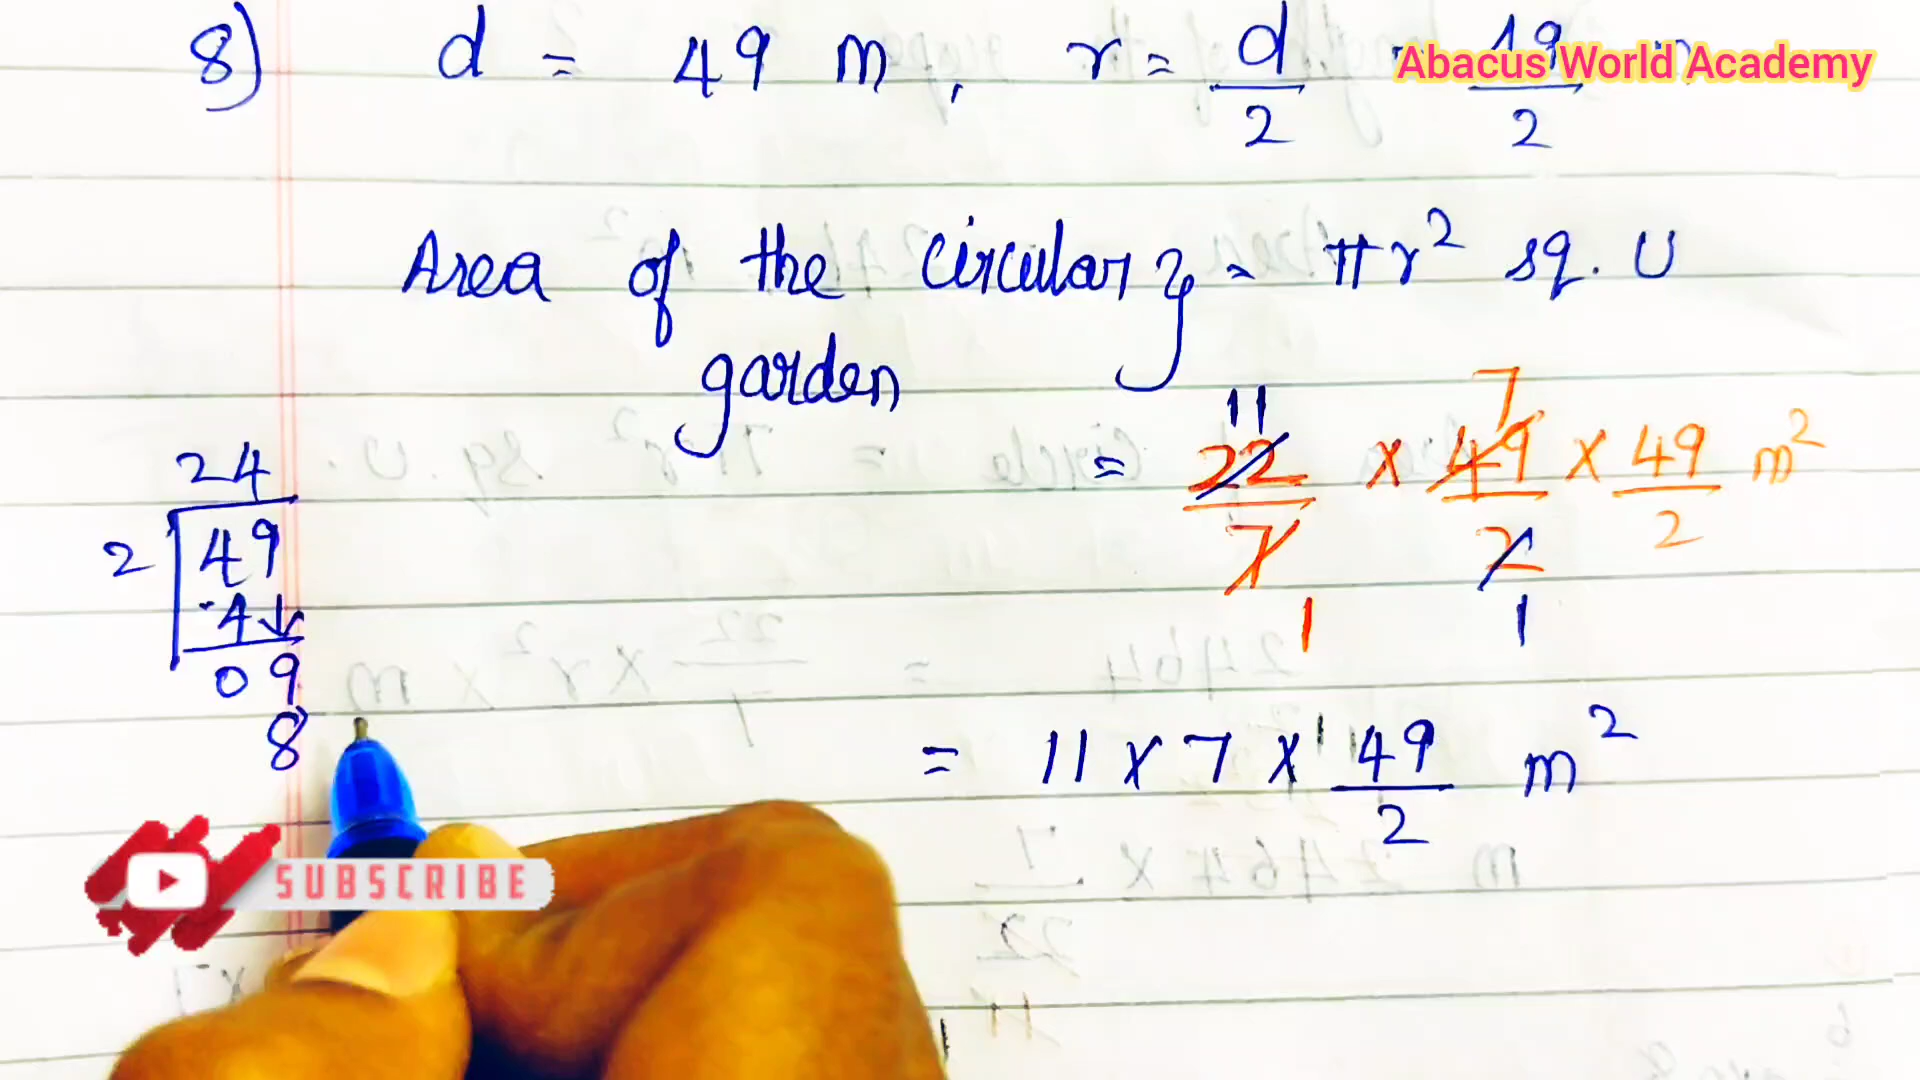 8) d = 49 m, r = d/2 = 49/2 m
Abacus World Academy
Area of the circular } = πr² sq. U
garden
= 22/7 × 49/2 × 49/2 m²
11 7
1 1
= 11 × 7 × 49/2 m²
24
2 49
-4↓
09
8
SUBSCRIBE